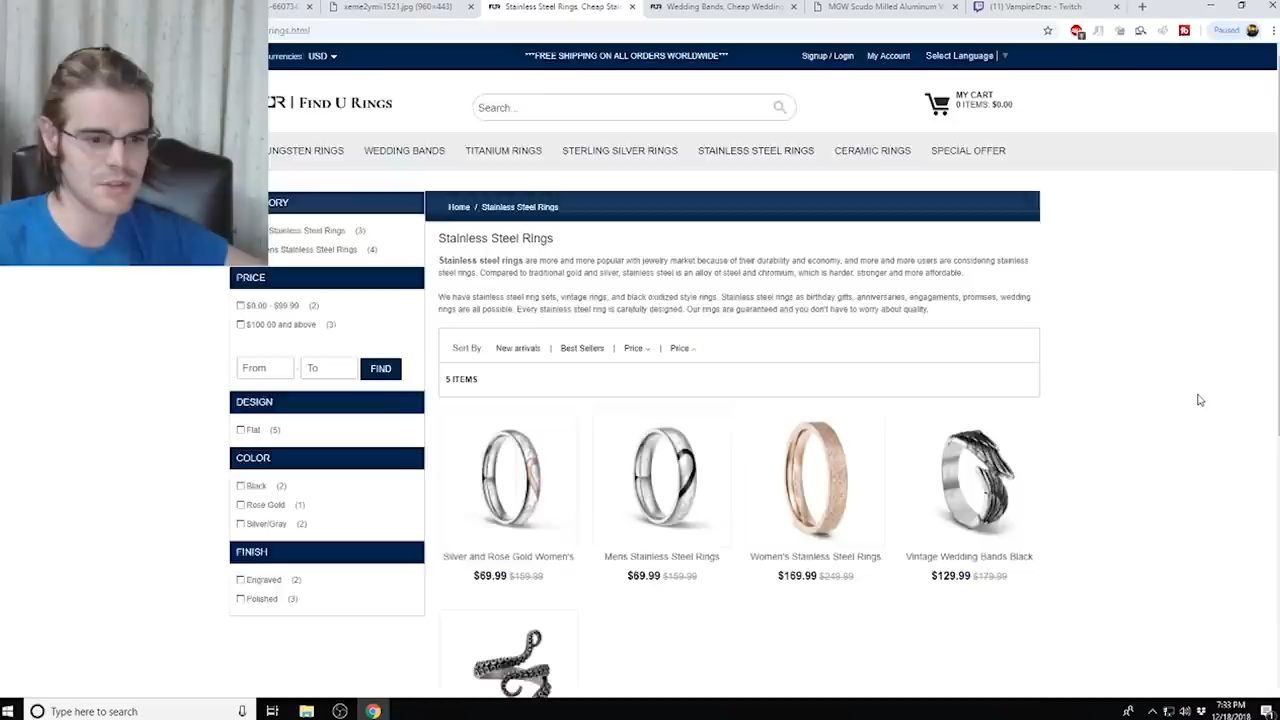 -660734
xeme2ymii1521.jpg (960×443)
Stainless Steel Rings, Cheap Stain
Wedding Bands, Cheap Wedding
MGW Scudo Milled Aluminum V
(11) VampireDrac - Twitch
rings.html
Paused
urrencies: USD
***FREE SHIPPING ON ALL ORDERS WORLDWIDE***
Signup / Login
My Account
Select Language
| FIND U RINGS
Search...
MY CART
0 ITEMS: $0.00
UNGSTEN RINGS
WEDDING BANDS
TITANIUM RINGS
STERLING SILVER RINGS
STAINLESS STEEL RINGS
CERAMIC RINGS
SPECIAL OFFER
ORY
Stainless Steel Rings (3)
ns Stainless Steel Rings (4)
PRICE
$0.00 - $99.99 (2)
$100.00 and above (3)
From - To FIND
DESIGN
Flat (5)
COLOR
Black (2)
Rose Gold (1)
Silver/Gray (2)
FINISH
Engraved (2)
Polished (3)
Home / Stainless Steel Rings
Stainless Steel Rings
Stainless steel rings are more and more popular with jewelry market because of their durability and economy, and more and more users are considering stainless
steel rings. Compared to traditional gold and silver, stainless steel is an alloy of steel and chromium, which is harder, stronger and more affordable.
We have stainless steel ring sets, vintage rings, and black oxidized style rings. Stainless steel rings as birthday gifts, anniversaries, engagements, promises, wedding
rings are all possible. Every stainless steel ring is carefully designed. Our rings are guaranteed and you don't have to worry about quality.
Sort By: New arrivals | Best Sellers | Price | Price
5 ITEMS
Silver and Rose Gold Women's
$69.99 $159.99
Mens Stainless Steel Rings
$69.99 $159.99
Women's Stainless Steel Rings
$169.99 $249.99
Vintage Wedding Bands Black
$129.99 $179.99
Type here to search
7:33 PM
12/18/2018